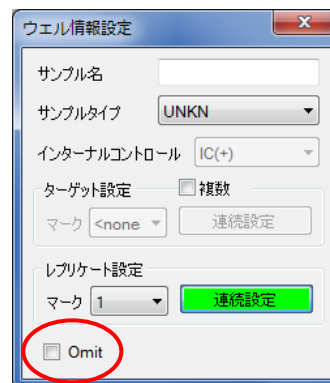 ウェル情報設定
サンプル名
サンプルタイプ UNKN
インターナルコントロール IC(+)
ターゲット設定 複数
マーク <none 連続設定
レプリケート設定
マーク 1 連続設定
Omit